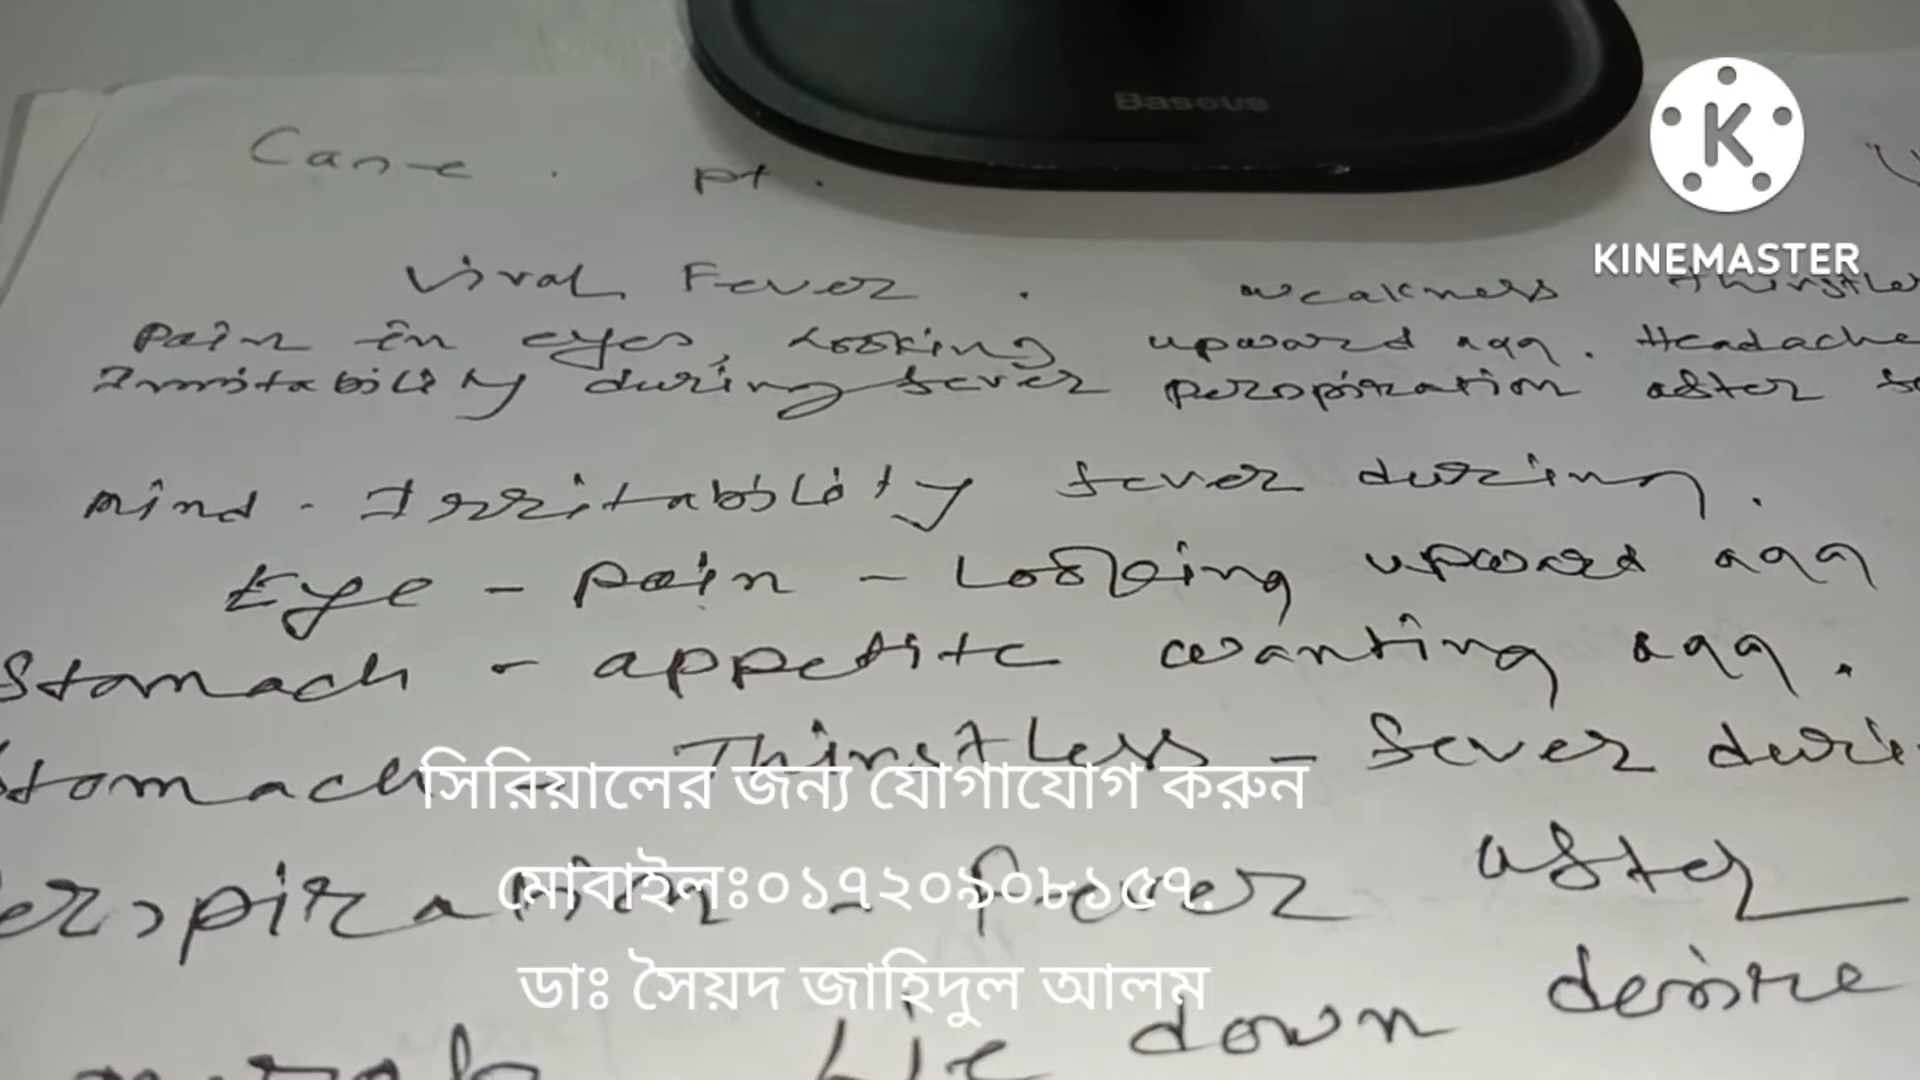 Baseus
Case. pt.
KINEMASTER
Viral Fever. weakness
Pain in eyes, Looking upward agg. Headache
Irritability during fever perspiration after
mind - Irritability fever during.
Eye - pain - Looking upward agg
Stomach - appetite wanting agg.
Stomach - Thirstless - fever
সিরিয়ালের জন্য যোগাযোগ করুন
perspiration - fever after
মোবাইলঃ০১৭২০৯০৮১৫৭.
ডাঃ সৈয়দ জাহিদুল আলম
Lie down desire